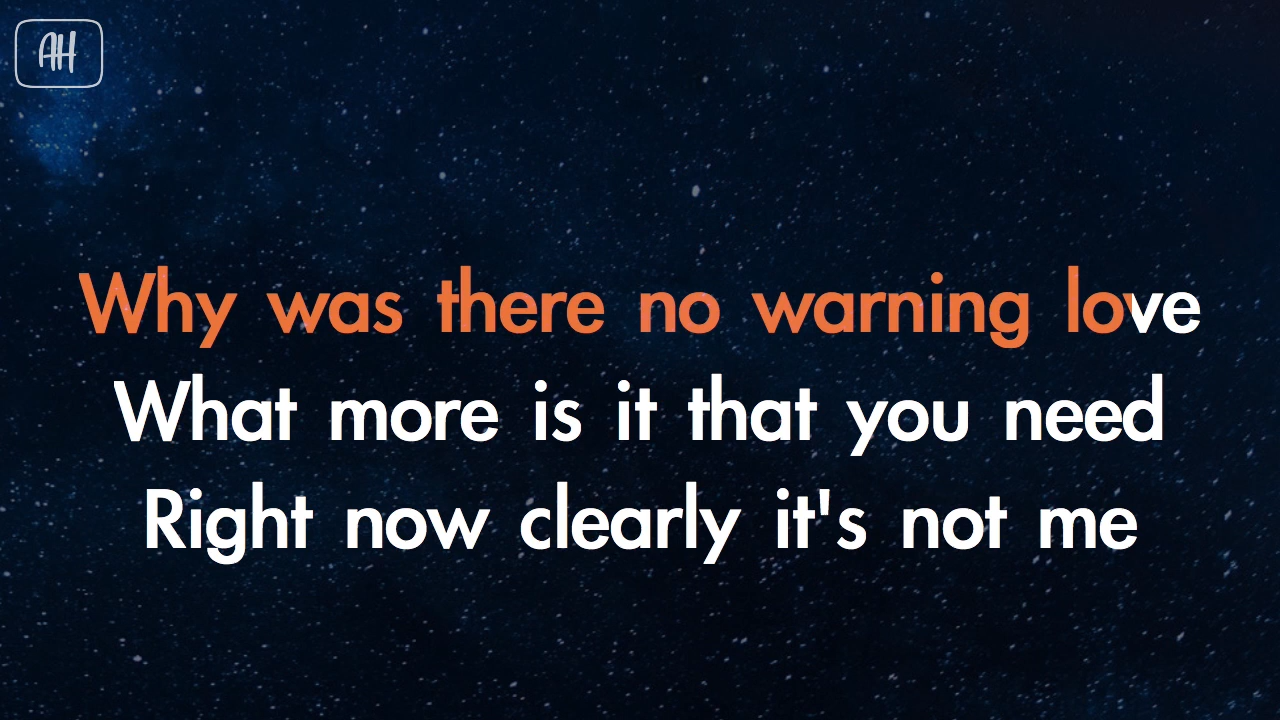 AH
Why was there no warning love
What more is it that you need
Right now clearly it's not me